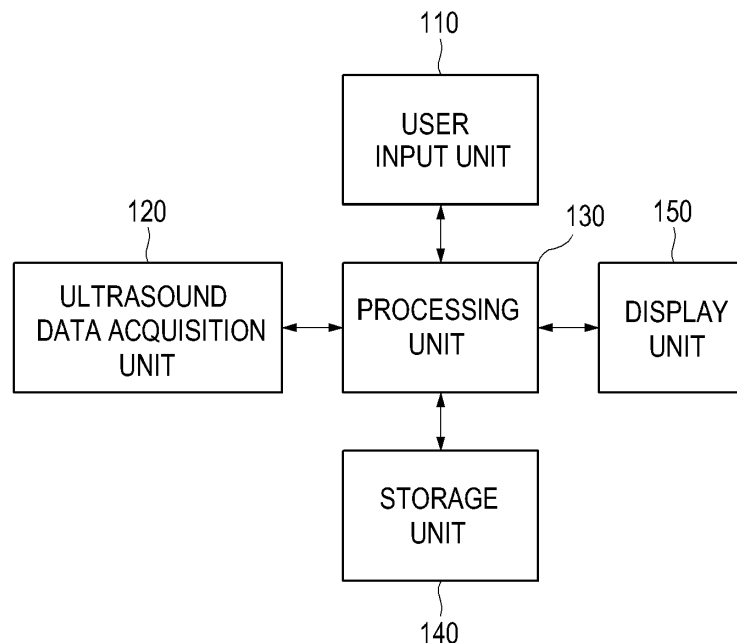 110
USER
INPUT UNIT
120
130
150
ULTRASOUND
DATA ACQUISITION
UNIT
PROCESSING
UNIT
DISPLAY
UNIT
STORAGE
UNIT
140